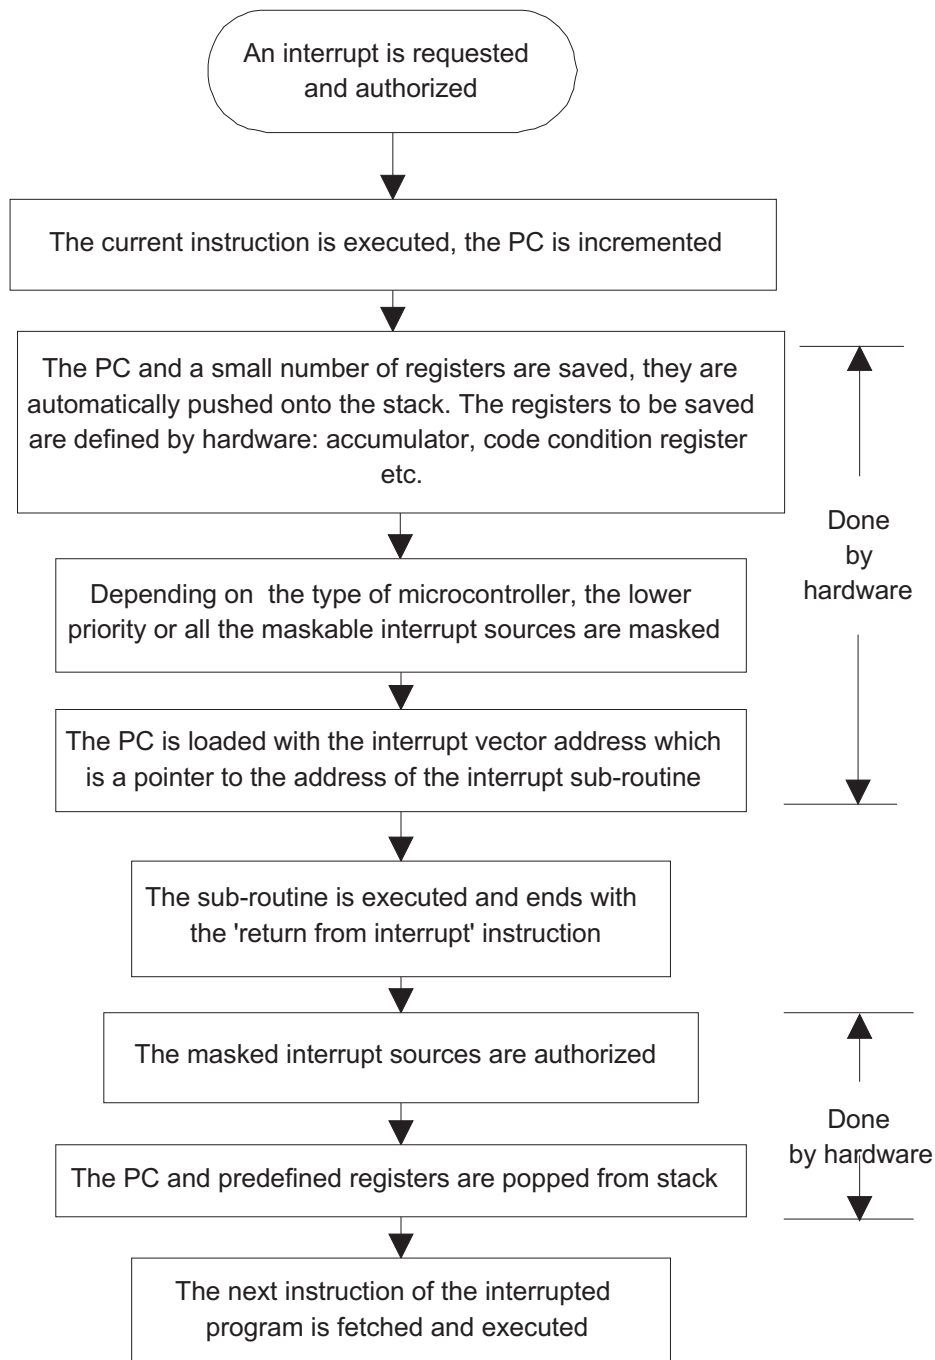 An interrupt is requested
and authorized
The current instruction is executed, the PC is incremented
The PC and a small number of registers are saved, they are
automatically pushed onto the stack. The registers to be saved
are defined by hardware: accumulator, code condition register
etc.
Done
by
hardware
Depending on the type of microcontroller, the lower
priority or all the maskable interrupt sources are masked
The PC is loaded with the interrupt vector address which
is a pointer to the address of the interrupt sub-routine
The sub-routine is executed and ends with
the 'return from interrupt' instruction
The masked interrupt sources are authorized
Done
by hardware
The PC and predefined registers are popped from stack
The next instruction of the interrupted
program is fetched and executed